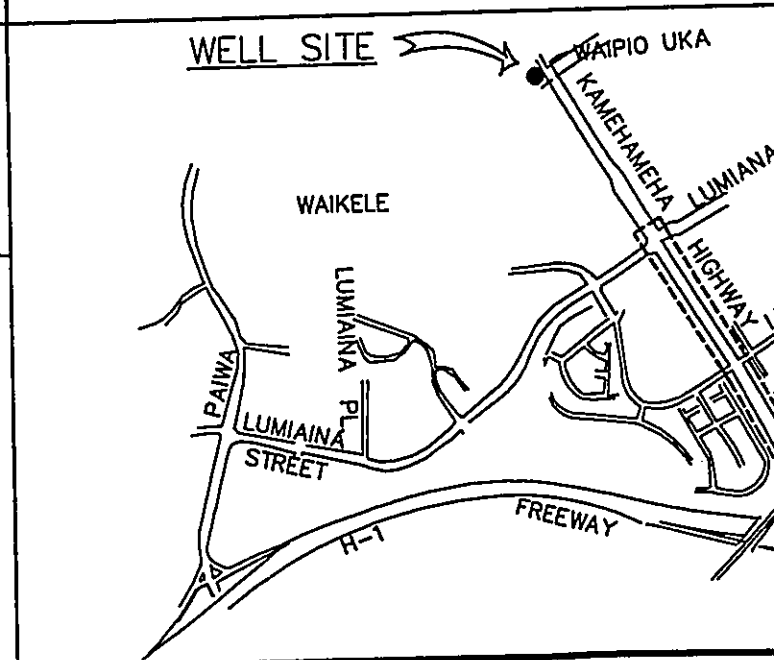 WELL SITE
WAIPIO UKA
KAMEHAMEHA
HIGHWAY
LUMIANA
WAIKELE
LUMIAINA
PL
PAIWA
LUMIAINA
STREET
H-1
FREEWAY